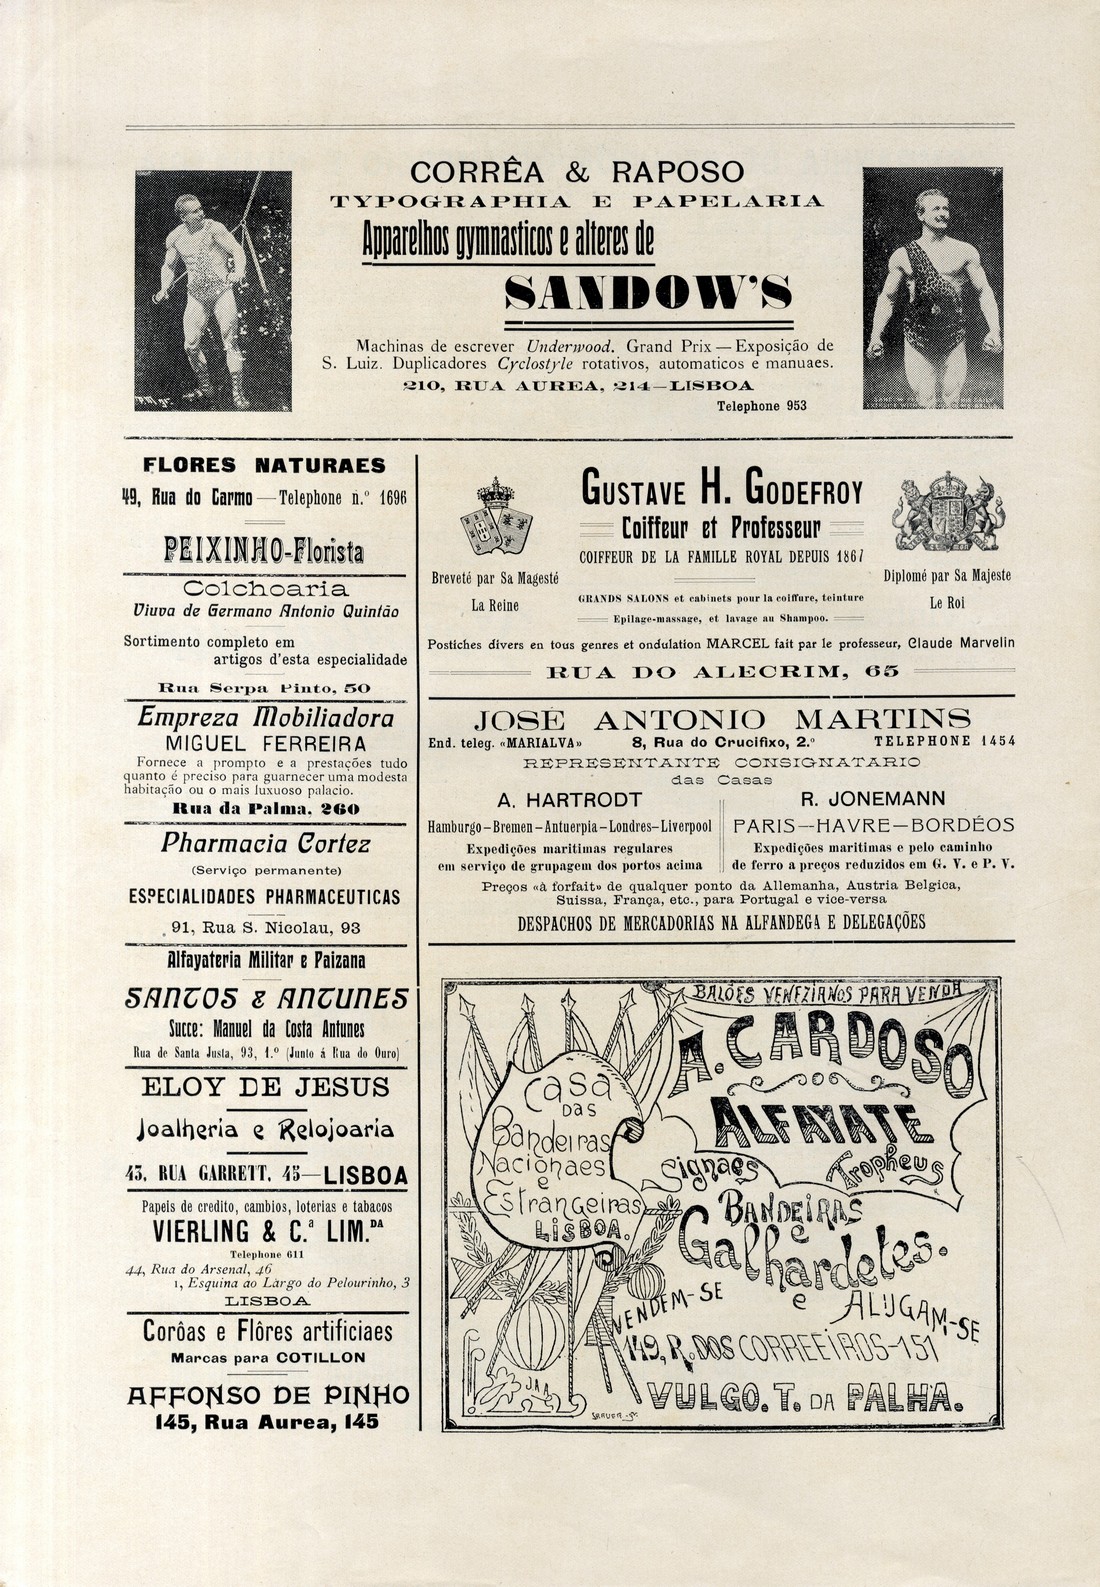 CORRÊA & RAPOSO
TYPOGRAPHIA E PAPELARIA
Apparelhos gymnasticos e alteres de
SANDOW'S
Machinas de escrever Underwood. Grand Prix — Exposição de
S. Luiz. Duplicadores Cyclostyle rotativos, automaticos e manuaes.
210, RUA AUREA, 214—LISBOA
Telephone 953
FLORES NATURAES
49, Rua do Carmo — Telephone n.º 1696
PEIXINHO-Florista
Colchoaria
Viuva de Germano Antonio Quintão
Sortimento completo em
artigos d'esta especialidade
Rua Serpa Pinto, 50
Empreza Mobiliadora
MIGUEL FERREIRA
Fornece a prompto e a prestações tudo
quanto é preciso para guarnecer uma modesta
habitação ou o mais luxuoso palacio.
Rua da Palma, 260
Pharmacia Cortez
(Serviço permanente)
ESPECIALIDADES PHARMACEUTICAS
91, Rua S. Nicolau, 93
Alfayateria Militar e Paizana
SANTOS & ANTUNES
Succe: Manuel da Costa Antunes
Rua de Santa Justa, 93, 1.º (Junto á Rua do Ouro)
ELOY DE JESUS
Joalheria e Relojoaria
43, RUA GARRETT, 45—LISBOA
Papeis de credito, cambios, loterias e tabacos
VIERLING & C.ª LIM.DA
Telephone 611
44, Rua do Arsenal, 46
1, Esquina ao Largo do Pelourinho, 3
LISBOA
Corôas e Flôres artificiaes
Marcas para COTILLON
AFFONSO DE PINHO
145, Rua Aurea, 145
GUSTAVE H. GODEFROY
Coiffeur et Professeur
COIFFEUR DE LA FAMILLE ROYAL DEPUIS 1867
Breveté par Sa Magesté
La Reine
Diplomé par Sa Majeste
Le Roi
GRANDS SALONS et cabinets pour la coiffure, teinture
Epilage-massage, et lavage au Shampoo.
Postiches divers en tous genres et ondulation MARCEL fait par le professeur, Claude Marvelin
RUA DO ALECRIM, 65
JOSÉ ANTONIO MARTINS
End. teleg. «MARIALVA» 8, Rua do Crucifixo, 2.º TELEPHONE 1454
REPRESENTANTE CONSIGNATARIO
das Casas
A. HARTRODT
Hamburgo–Bremen–Antuerpia–Londres–Liverpool
Expedições maritimas regulares
em serviço de grupagem dos portos acima
R. JONEMANN
PARIS—HAVRE—BORDÉOS
Expedições maritimas e pelo caminho
de ferro a preços reduzidos em G. V. e P. V.
Preços «à forfait» de qualquer ponto da Allemanha, Austria Belgica,
Suissa, França, etc., para Portugal e vice-versa
DESPACHOS DE MERCADORIAS NA ALFANDEGA E DELEGAÇÕES
BALÕES VENEZIANOS PARA VENDA
A. CARDOSO
ALFAYATE
Casa
DAS
Bandeiras
Nacionaes
e
Estrangeiras
LISBOA.
Signaes Tropheus
BANDEIRAS
e
Galhardetes.
VENDEM-SE
e
ALUGAM-SE
149, R. DOS CORREEIROS-151
VULGO. T. DA PALHA.
J.A.A.